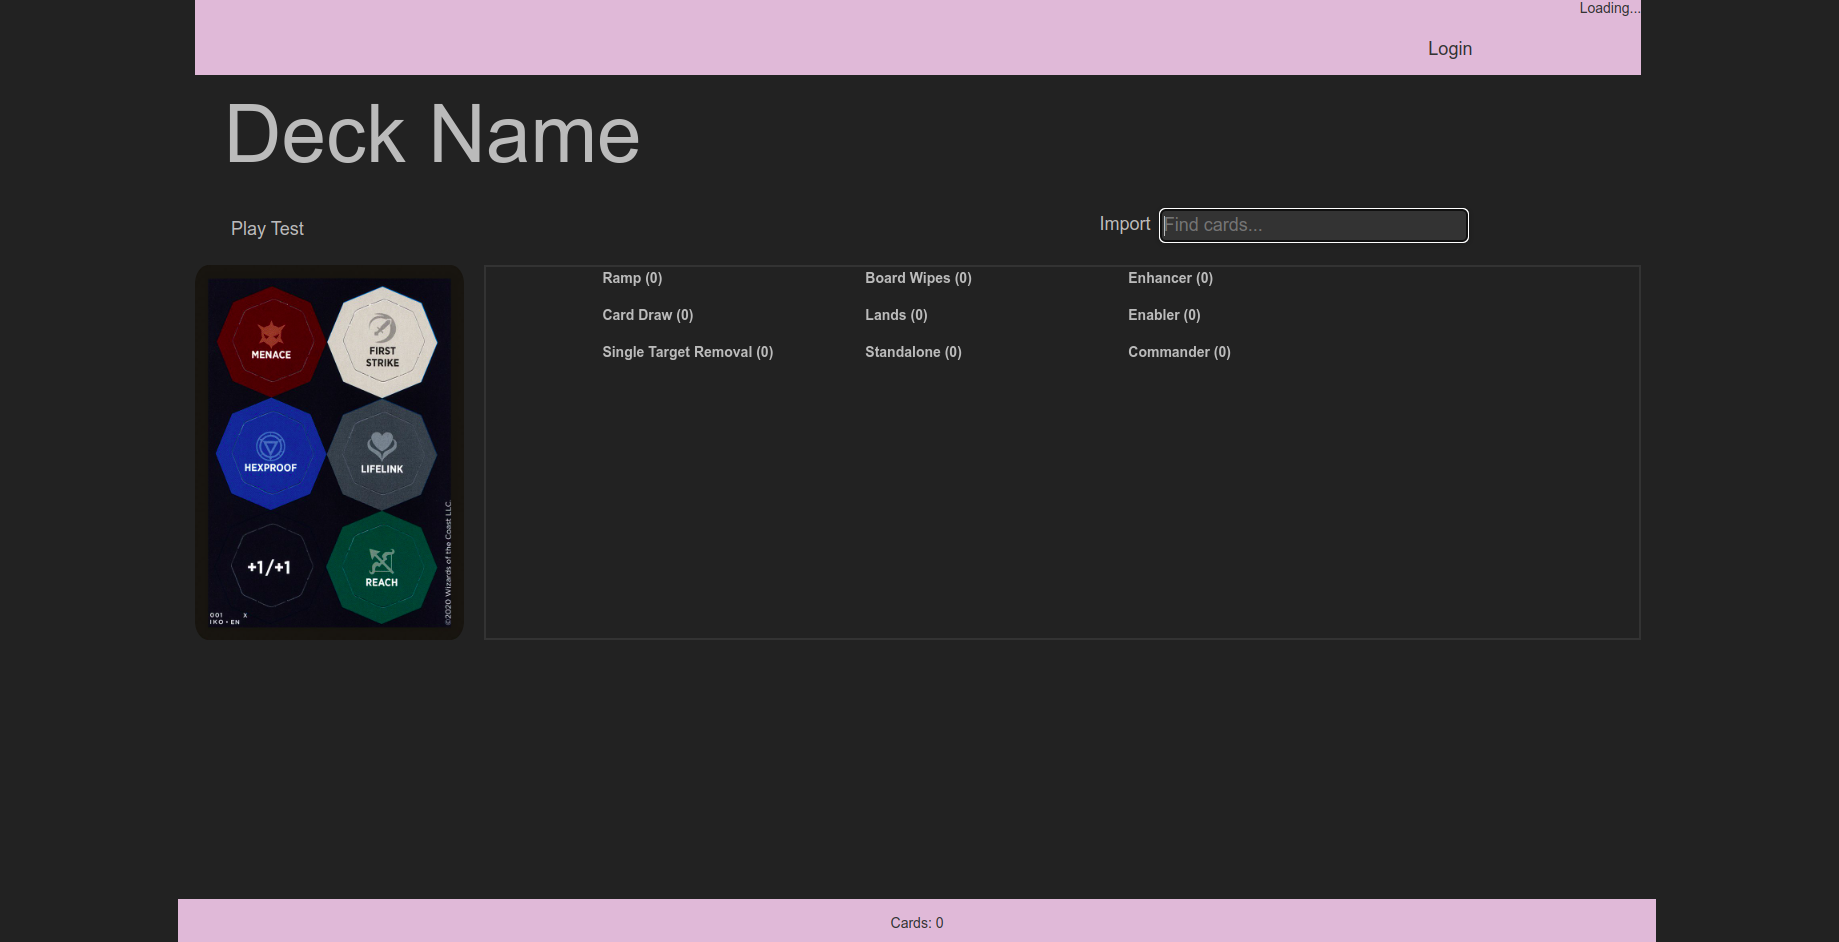 Loading...
Login
Deck Name
Play Test
Import
Find cards...
MENACE
FIRST
STRIKE
HEXPROOF
LIFELINK
+1/+1
REACH
001 X
IKO • EN
©2020 Wizards of the Coast LLC.
Ramp (0)
Card Draw (0)
Single Target Removal (0)
Board Wipes (0)
Lands (0)
Standalone (0)
Enhancer (0)
Enabler (0)
Commander (0)
Cards: 0